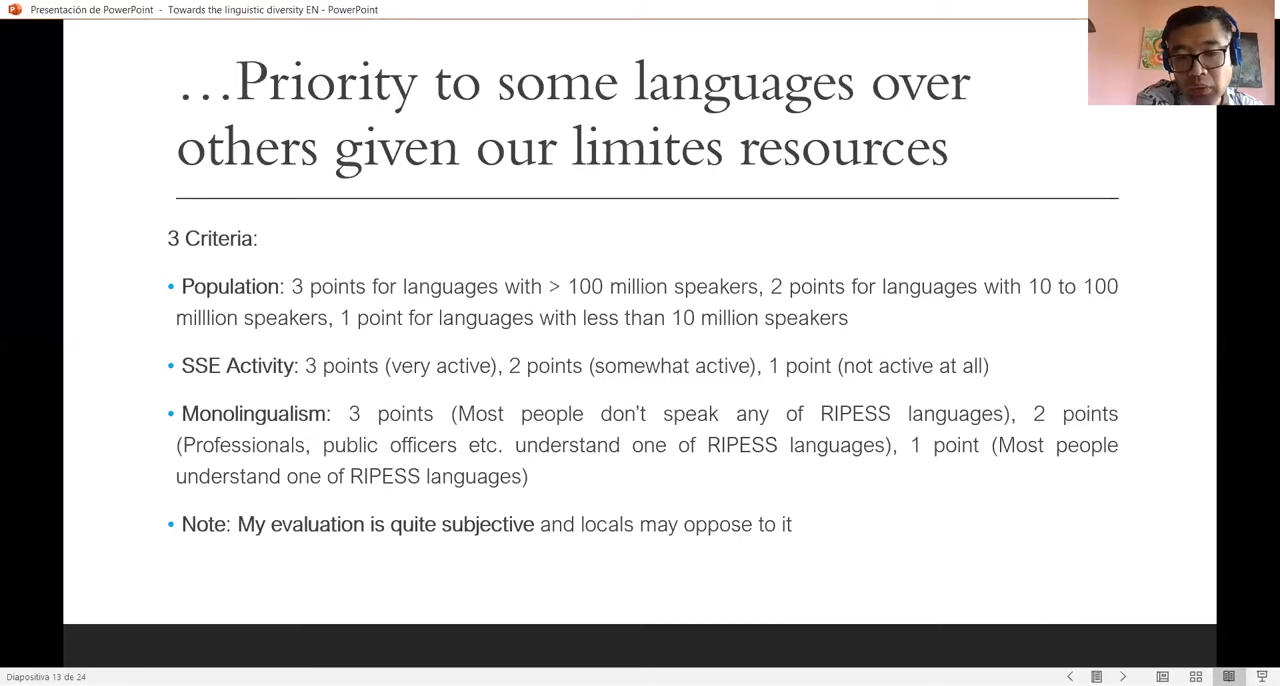 Presentación de PowerPoint - Towards the linguistic diversity EN - PowerPoint
…Priority to some languages over
others given our limites resources
3 Criteria:
• Population: 3 points for languages with > 100 million speakers, 2 points for languages with 10 to 100
milllion speakers, 1 point for languages with less than 10 million speakers
• SSE Activity: 3 points (very active), 2 points (somewhat active), 1 point (not active at all)
• Monolingualism: 3 points (Most people don’t speak any of RIPESS languages), 2 points
(Professionals, public officers etc. understand one of RIPESS languages), 1 point (Most people
understand one of RIPESS languages)
• Note: My evaluation is quite subjective and locals may oppose to it
Diapositiva 13 de 24